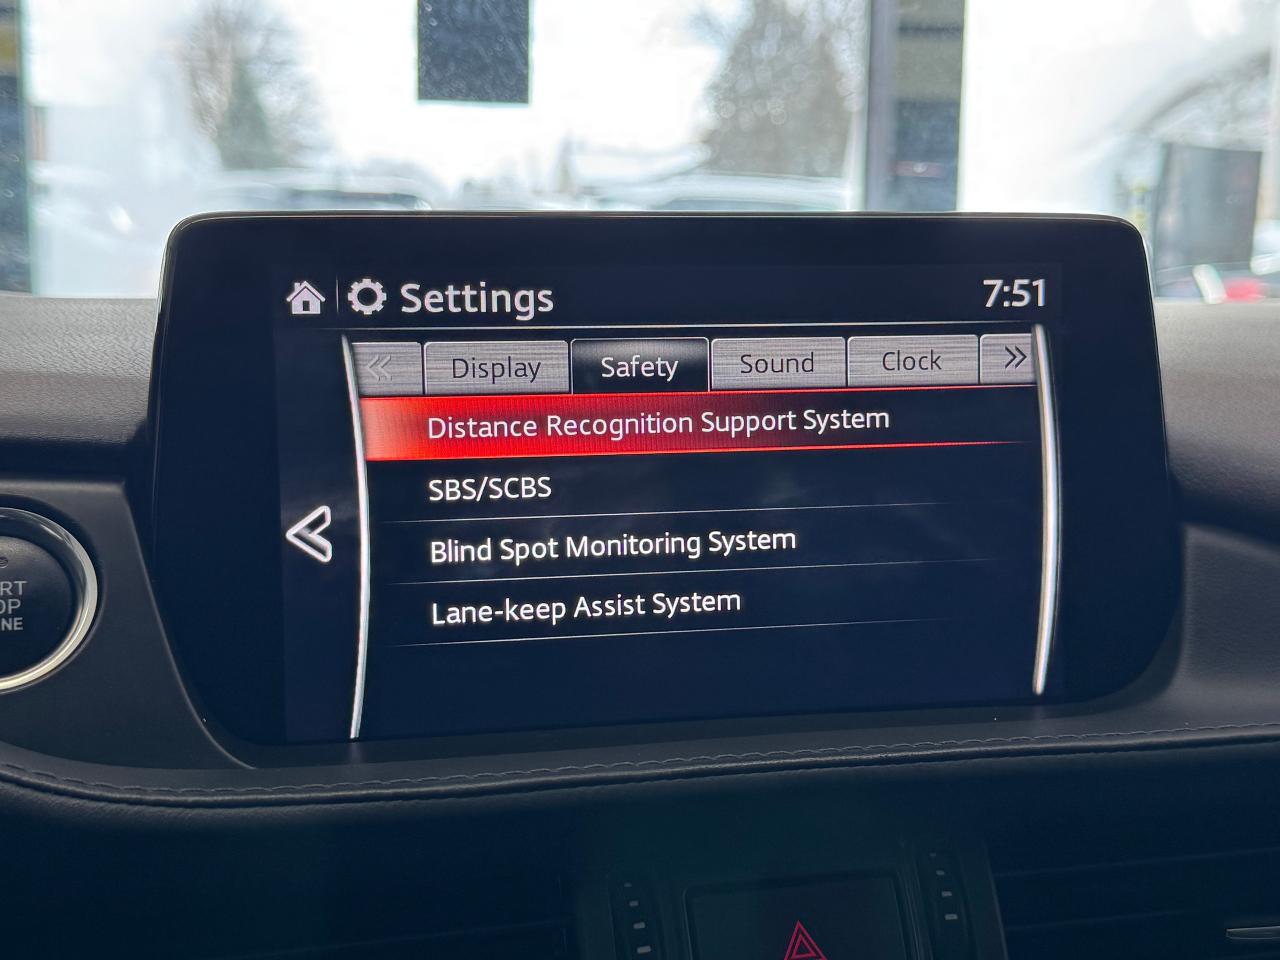 Settings
7:51
Display
Safety
Sound
Clock
Distance Recognition Support System
SBS/SCBS
Blind Spot Monitoring System
Lane-keep Assist System